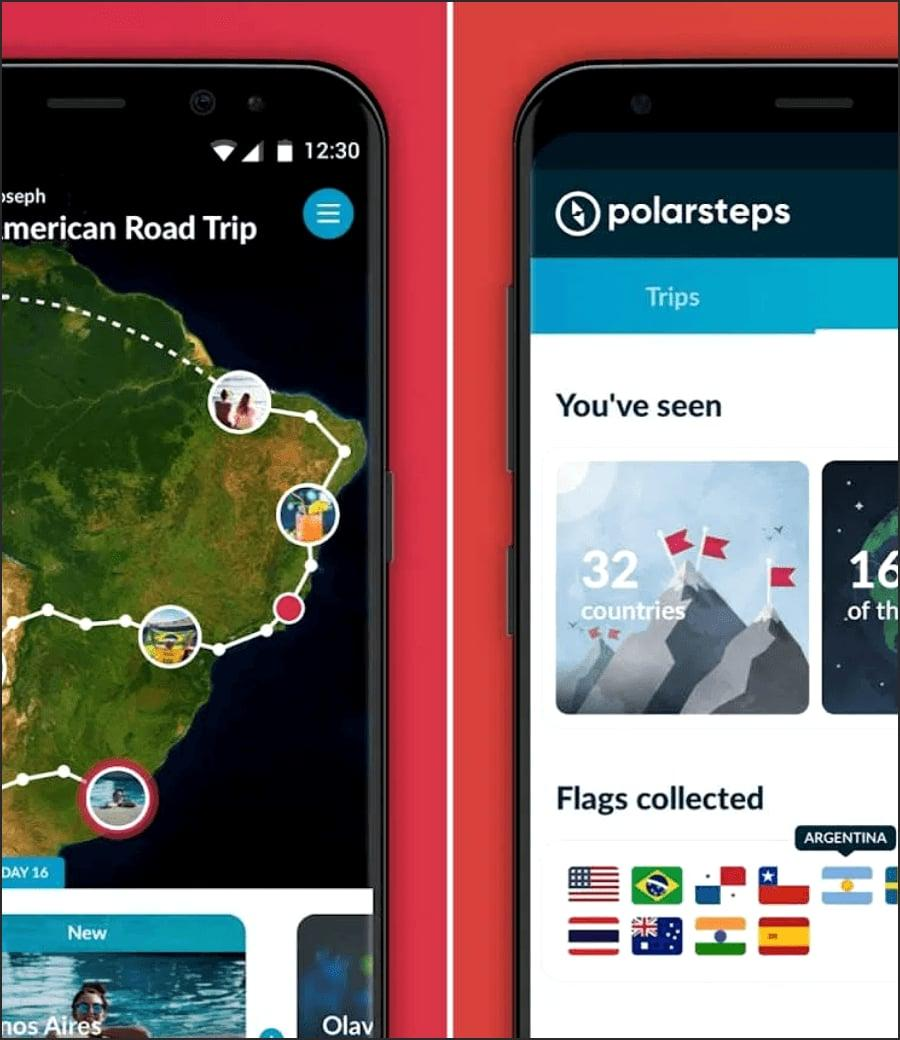 12:30
oseph
merican Road Trip
DAY 16
New
nos Aires
Olav
polarsteps
Trips
You've seen
32
countries
16
of th
Flags collected
ARGENTINA